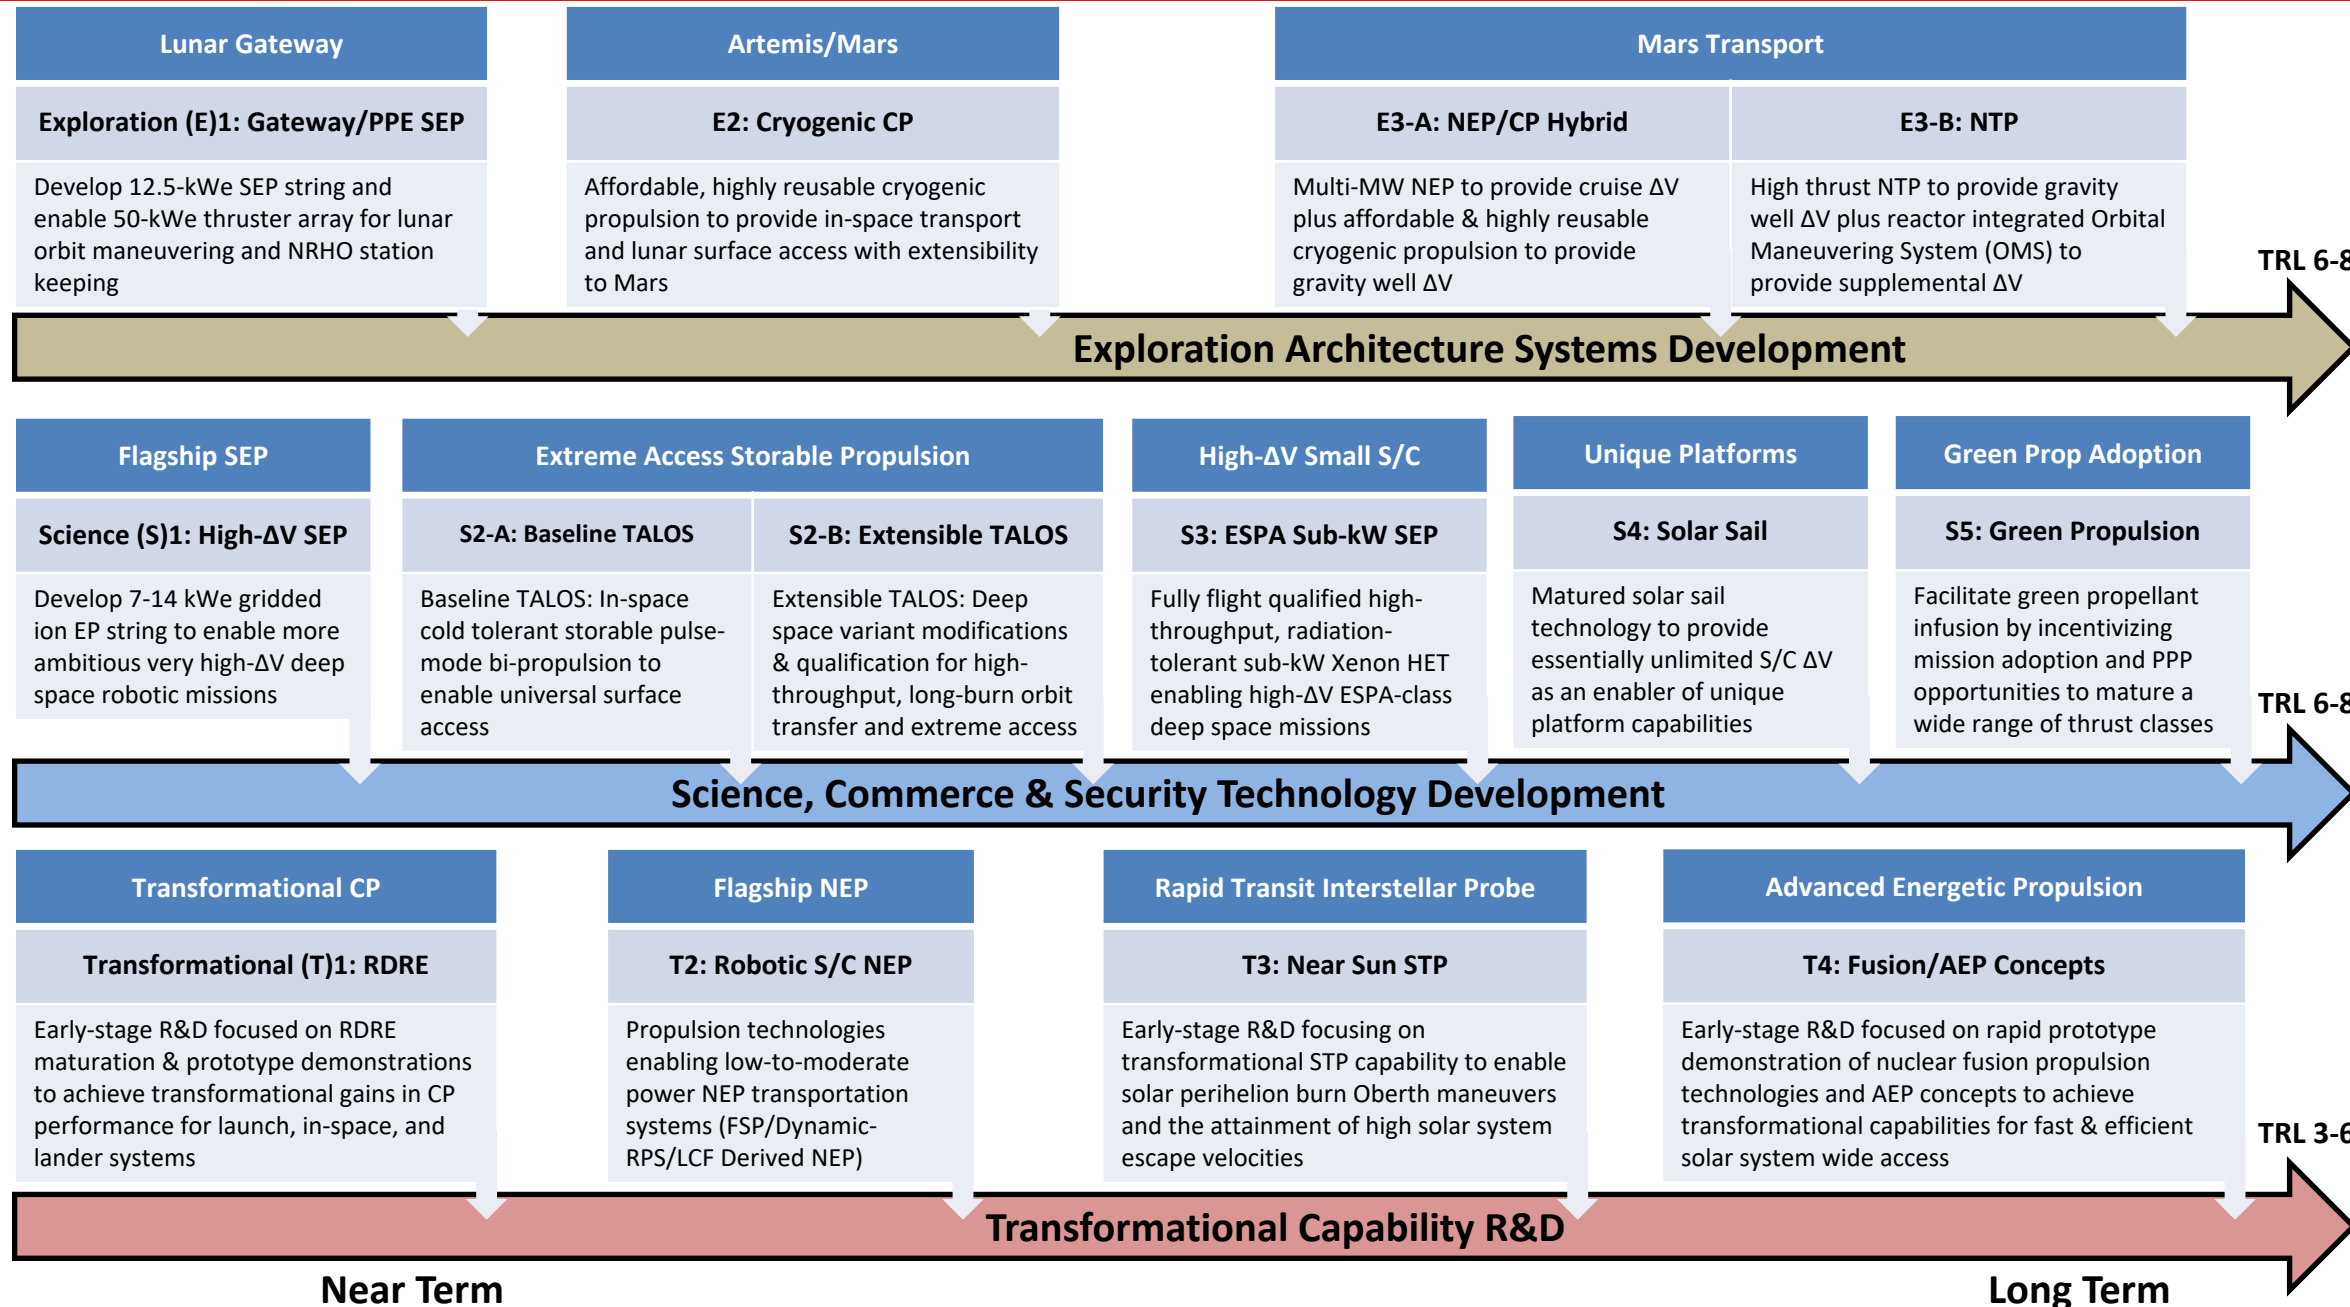 Lunar Gateway
Exploration (E)1: Gateway/PPE SEP
Develop 12.5-kWe SEP string and
enable 50-kWe thruster array for lunar
orbit maneuvering and NRHO station
keeping
Artemis/Mars
E2: Cryogenic CP
Affordable, highly reusable cryogenic
propulsion to provide in-space transport
and lunar surface access with extensibility
to Mars
Mars Transport
E3-A: NEP/CP Hybrid
Multi-MW NEP to provide cruise ΔV
plus affordable & highly reusable
cryogenic propulsion to provide
gravity well ΔV
E3-B: NTP
High thrust NTP to provide gravity
well ΔV plus reactor integrated Orbital
Maneuvering System (OMS) to
provide supplemental ΔV
TRL 6-8
Exploration Architecture Systems Development
Flagship SEP
Science (S)1: High-ΔV SEP
Develop 7-14 kWe gridded
ion EP string to enable more
ambitious very high-ΔV deep
space robotic missions
Extreme Access Storable Propulsion
S2-A: Baseline TALOS
Baseline TALOS: In-space
cold tolerant storable pulse-
mode bi-propulsion to
enable universal surface
access
S2-B: Extensible TALOS
Extensible TALOS: Deep
space variant modifications
& qualification for high-
throughput, long-burn orbit
transfer and extreme access
High-ΔV Small S/C
S3: ESPA Sub-kW SEP
Fully flight qualified high-
throughput, radiation-
tolerant sub-kW Xenon HET
enabling high-ΔV ESPA-class
deep space missions
Unique Platforms
S4: Solar Sail
Matured solar sail
technology to provide
essentially unlimited S/C ΔV
as an enabler of unique
platform capabilities
Green Prop Adoption
S5: Green Propulsion
Facilitate green propellant
infusion by incentivizing
mission adoption and PPP
opportunities to mature a
wide range of thrust classes
TRL 6-8
Science, Commerce & Security Technology Development
Transformational CP
Transformational (T)1: RDRE
Early-stage R&D focused on RDRE
maturation & prototype demonstrations
to achieve transformational gains in CP
performance for launch, in-space, and
lander systems
Flagship NEP
T2: Robotic S/C NEP
Propulsion technologies
enabling low-to-moderate
power NEP transportation
systems (FSP/Dynamic-
RPS/LCF Derived NEP)
Rapid Transit Interstellar Probe
T3: Near Sun STP
Early-stage R&D focusing on
transformational STP capability to enable
solar perihelion burn Oberth maneuvers
and the attainment of high solar system
escape velocities
Advanced Energetic Propulsion
T4: Fusion/AEP Concepts
Early-stage R&D focused on rapid prototype
demonstration of nuclear fusion propulsion
technologies and AEP concepts to achieve
transformational capabilities for fast & efficient
solar system wide access
TRL 3-6
Transformational Capability R&D
Near Term
Long Term